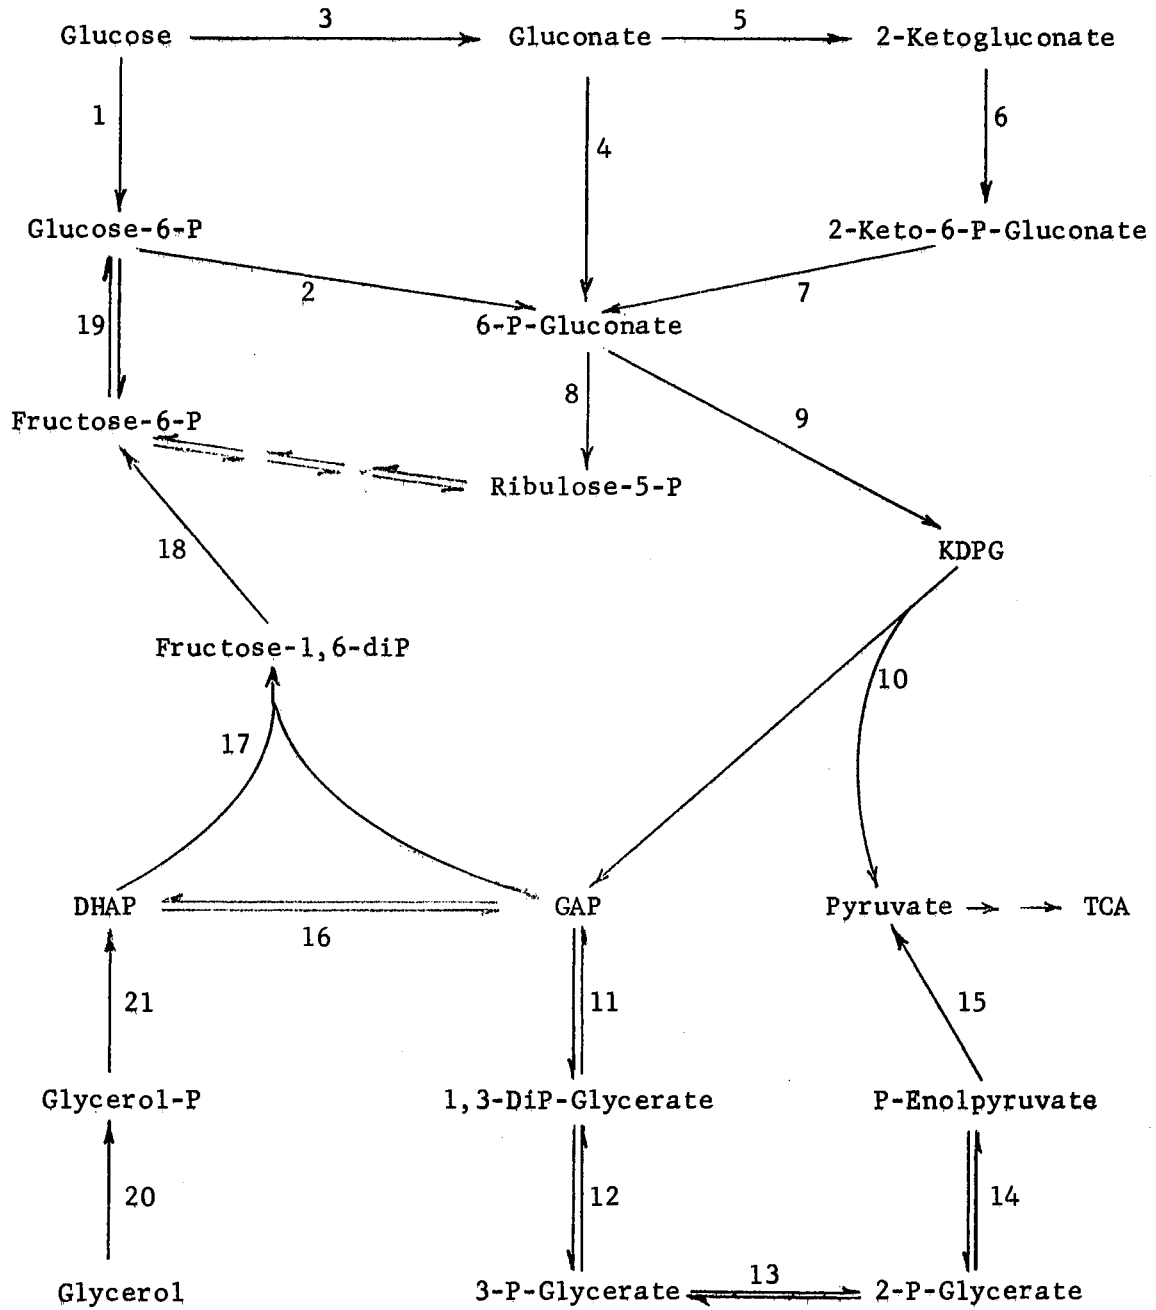 3
5
Glucose
Gluconate
2-Ketogluconate
1
4
6
Glucose-6-P
2-Keto-6-P-Gluconate
2
7
19
6-P-Gluconate
8
9
Fructose-6-P
Ribulose-5-P
18
KDPG
Fructose-1,6-diP
10
17
DHAP
GAP
Pyruvate
TCA
16
21
11
15
Glycerol-P
1,3-DiP-Glycerate
P-Enolpyruvate
20
12
14
13
Glycerol
3-P-Glycerate
2-P-Glycerate